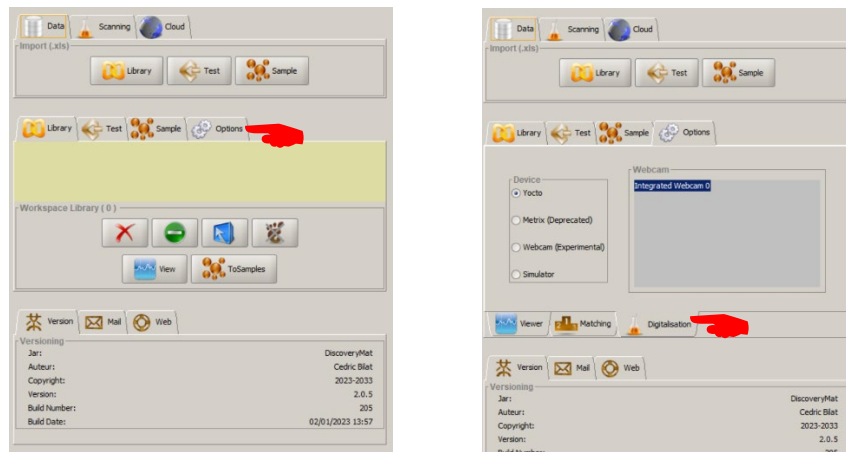 Data Scanning Cloud
Import (.xls)
Library Test Sample
Library Test Sample Options
Workspace Library ( 0 )
View ToSamples
Version Mail Web
Versioning
Jar: DiscoveryMat
Auteur: Cedric Bilat
Copyright: 2023-2033
Version: 2.0.5
Build Number: 205
Build Date: 02/01/2023 13:57
Data Scanning Cloud
Import (.xls)
Library Test Sample
Library Test Sample Options
Device
Yocto
Metrix (Deprecated)
Webcam (Experimental)
Simulator
Webcam
Integrated Webcam 0
Viewer Matching Digitalisation
Version Mail Web
Versioning
Jar: DiscoveryMat
Auteur: Cedric Bilat
Copyright: 2023-2033
Version: 2.0.5